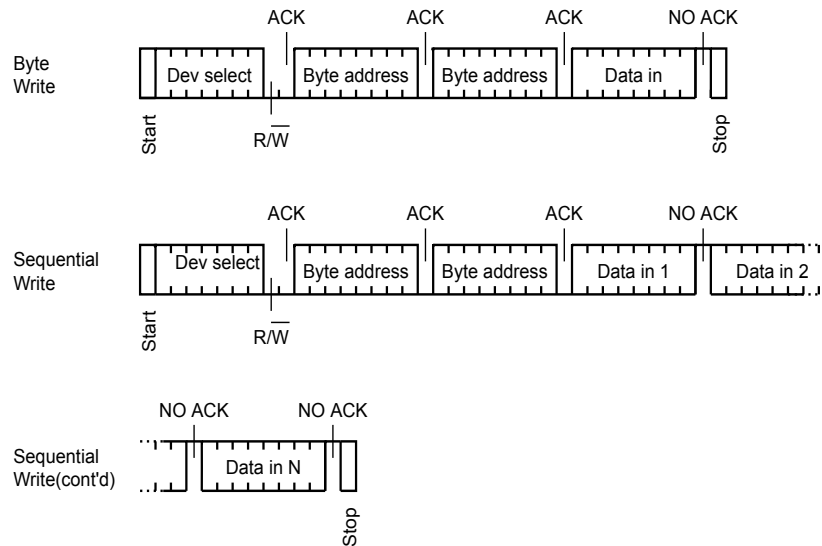 ACK ACK ACK NO ACK
Byte
Write
Dev select Byte address Byte address Data in
Start R/W Stop
ACK ACK ACK NO ACK
Sequential
Write
Dev select Byte address Byte address Data in 1 Data in 2
Start R/W
NO ACK NO ACK
Sequential
Write(cont'd)
Data in N
Stop